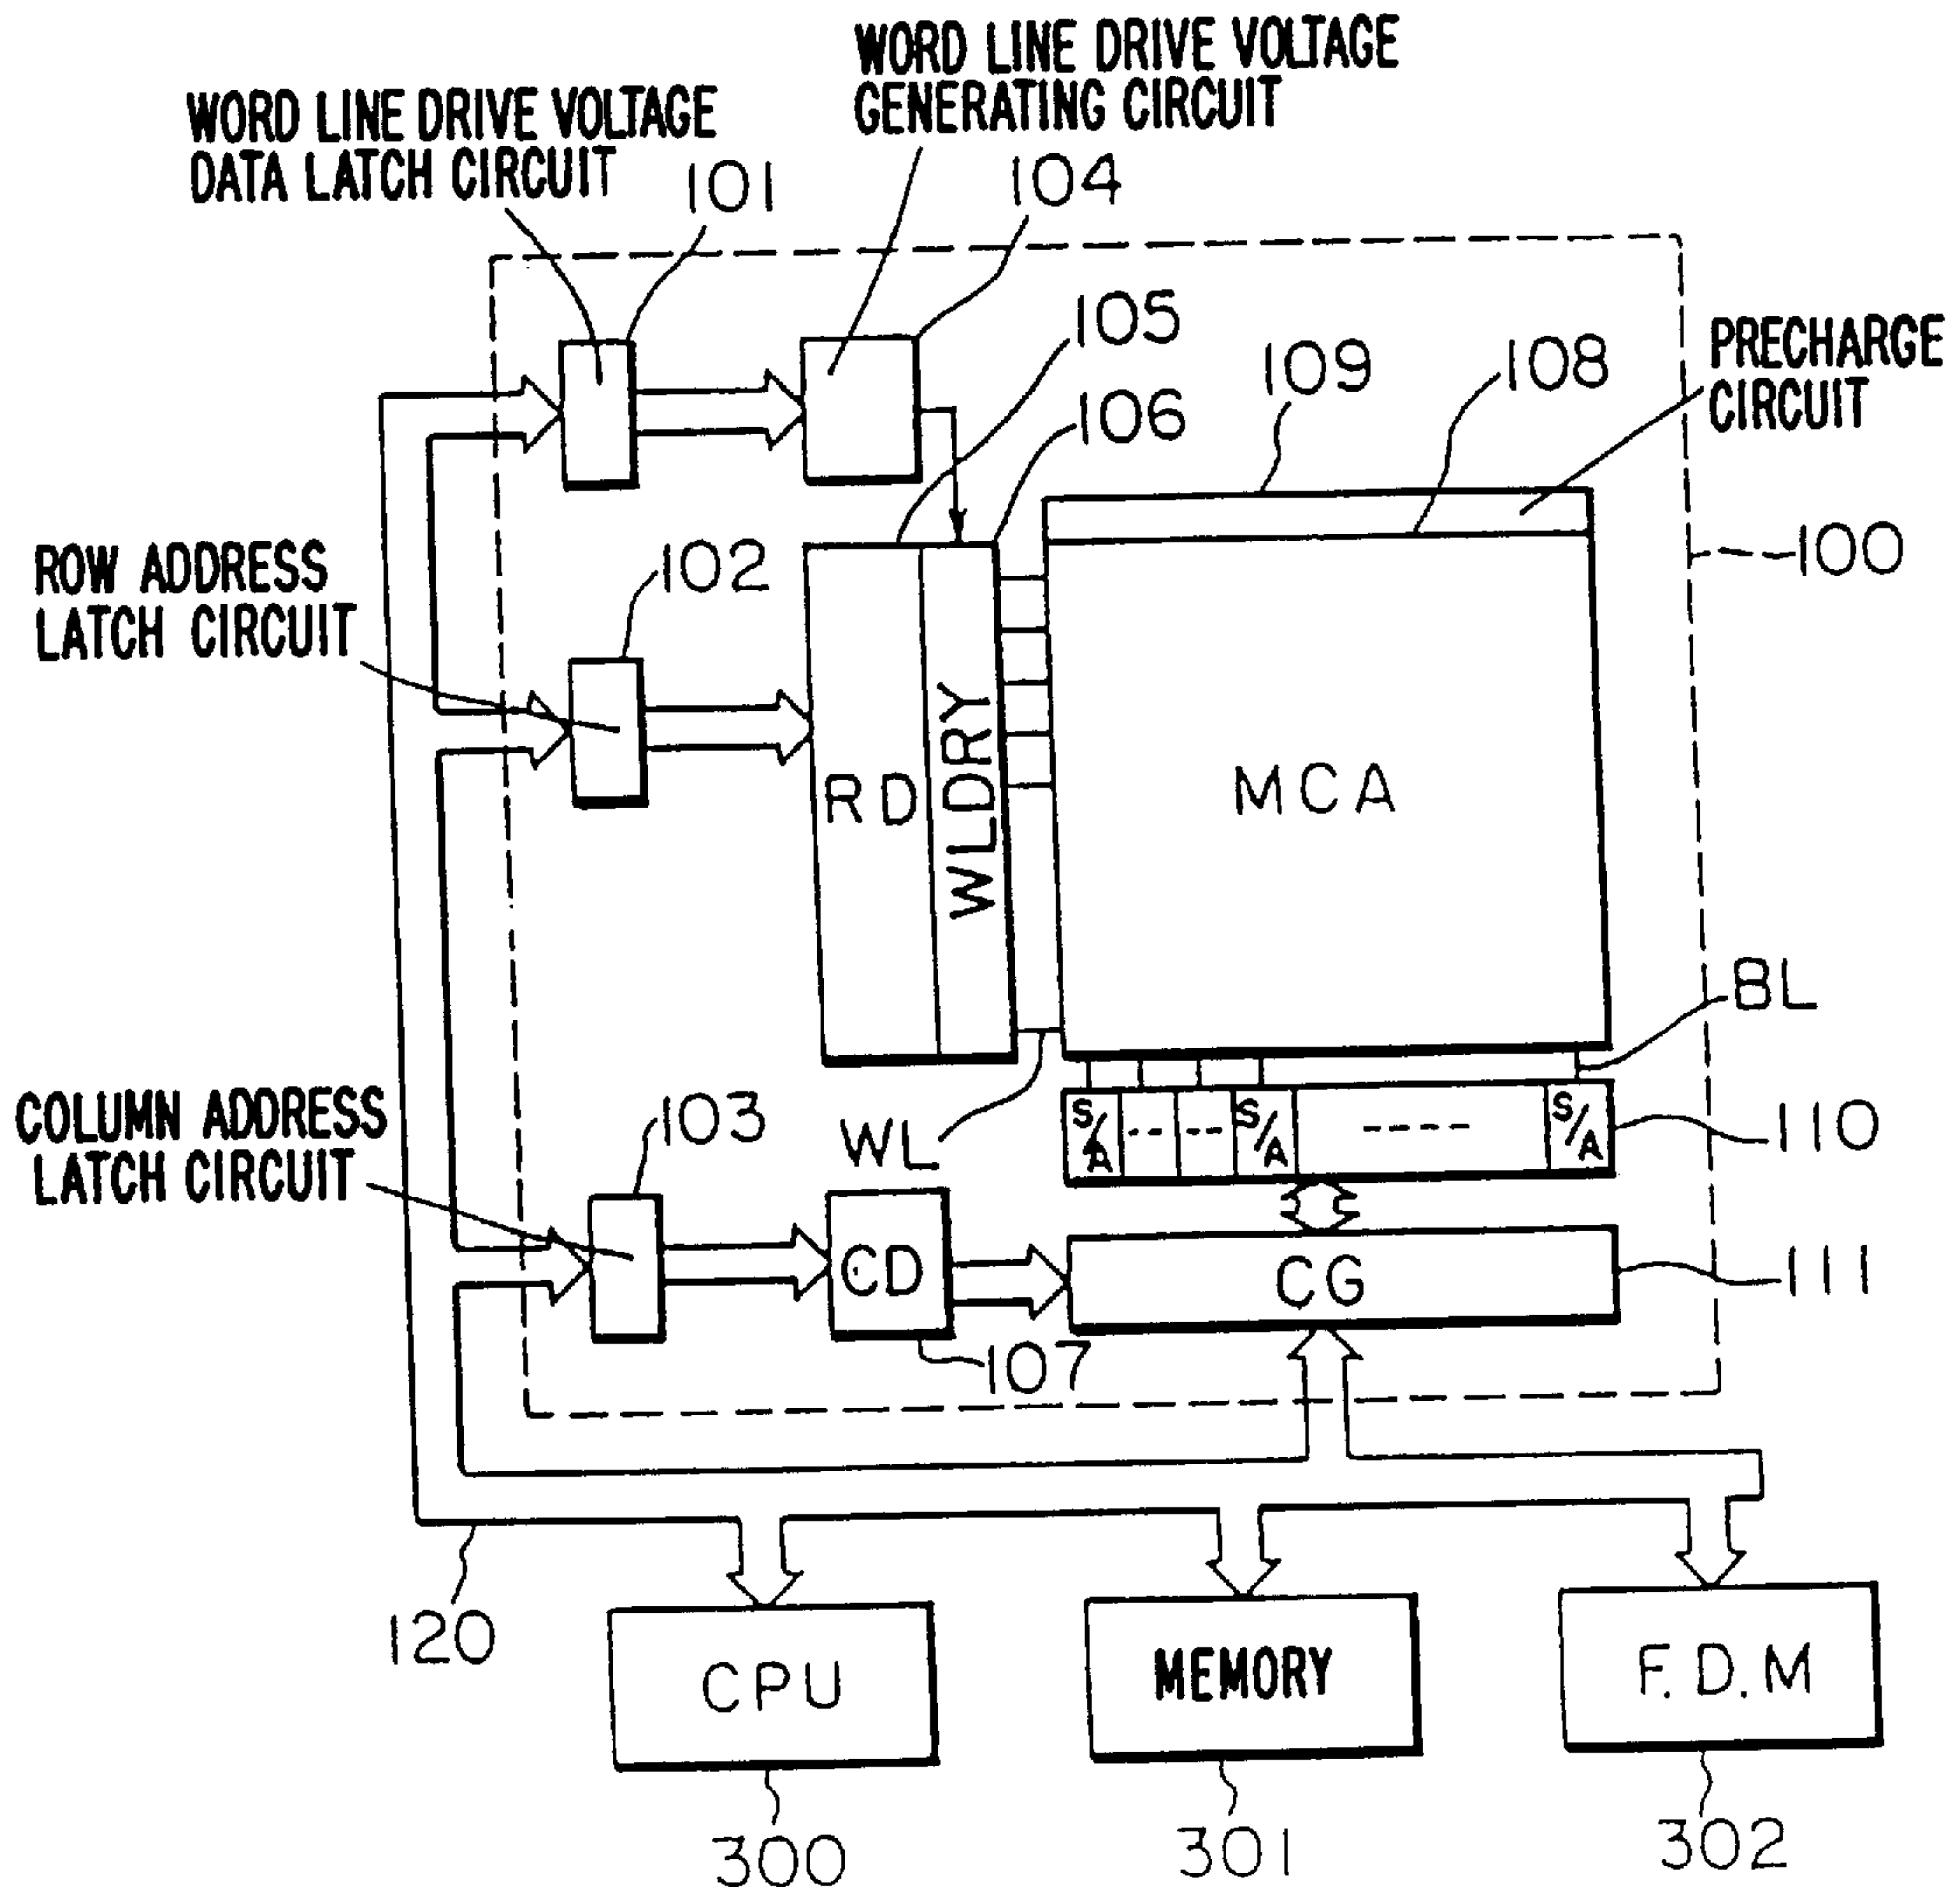 WORD LINE DRIVE VOLTAGE
GENERATING CIRCUIT
WORD LINE DRIVE VOLTAGE
DATA LATCH CIRCUIT
101
104
105
106
109
108
PRECHARGE
CIRCUIT
100
ROW ADDRESS
LATCH CIRCUIT
102
RD
WLDRY
MCA
BL
COLUMN ADDRESS
LATCH CIRCUIT
103
WL
S/A
-- --
S/A
-----
S/A
110
CD
CG
111
107
120
CPU
MEMORY
F.D.M
300
301
302